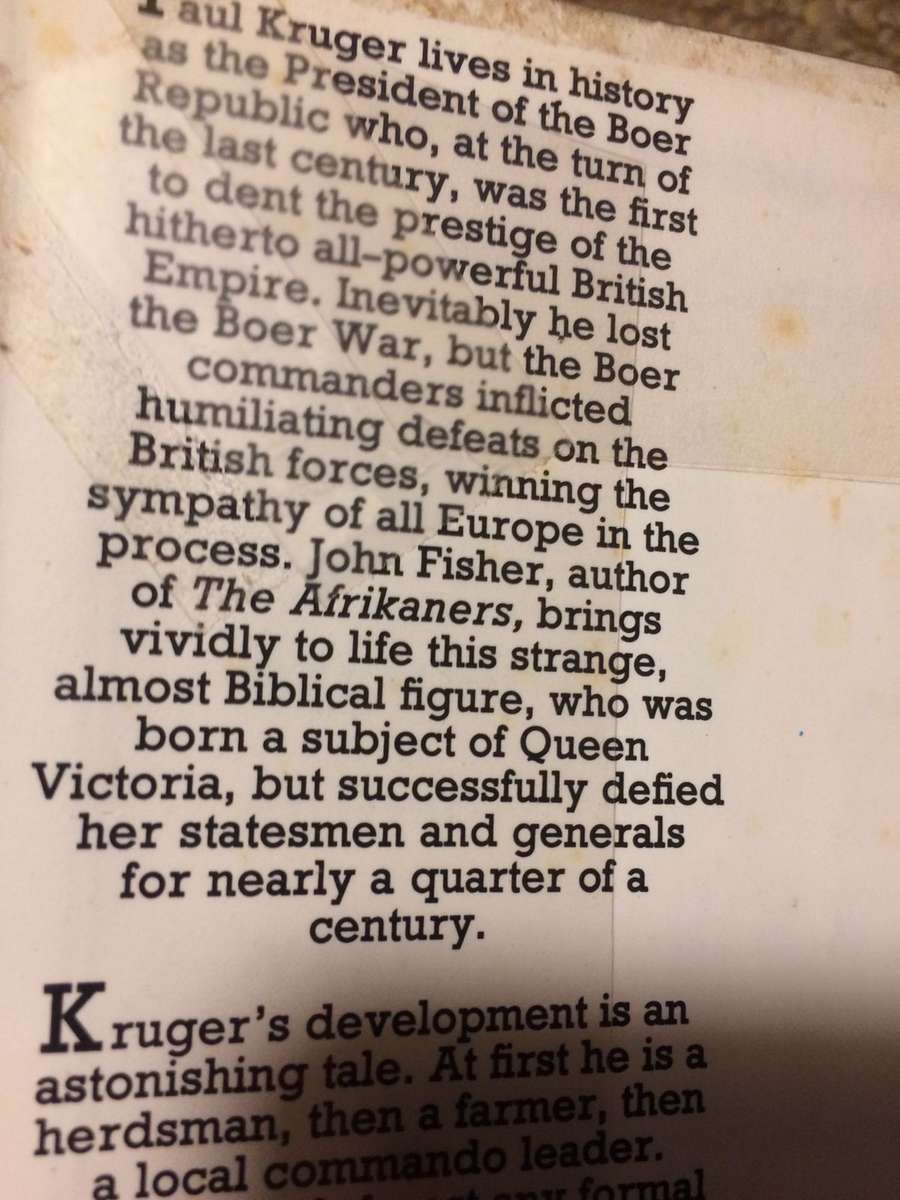 Paul Kruger lives in history
as the President of the Boer
Republic who, at the turn of
the last century, was the first
to dent the prestige of the
hitherto all-powerful British
Empire. Inevitably he lost
the Boer War, but the Boer
commanders inflicted
humiliating defeats on the
British forces, winning the
sympathy of all Europe in the
process. John Fisher, author
of The Afrikaners, brings
vividly to life this strange,
almost Biblical figure, who was
born a subject of Queen
Victoria, but successfully defied
her statesmen and generals
for nearly a quarter of a
century.
Kruger's development is an
astonishing tale. At first he is a
herdsman, then a farmer, then
a local commando leader.
any formal